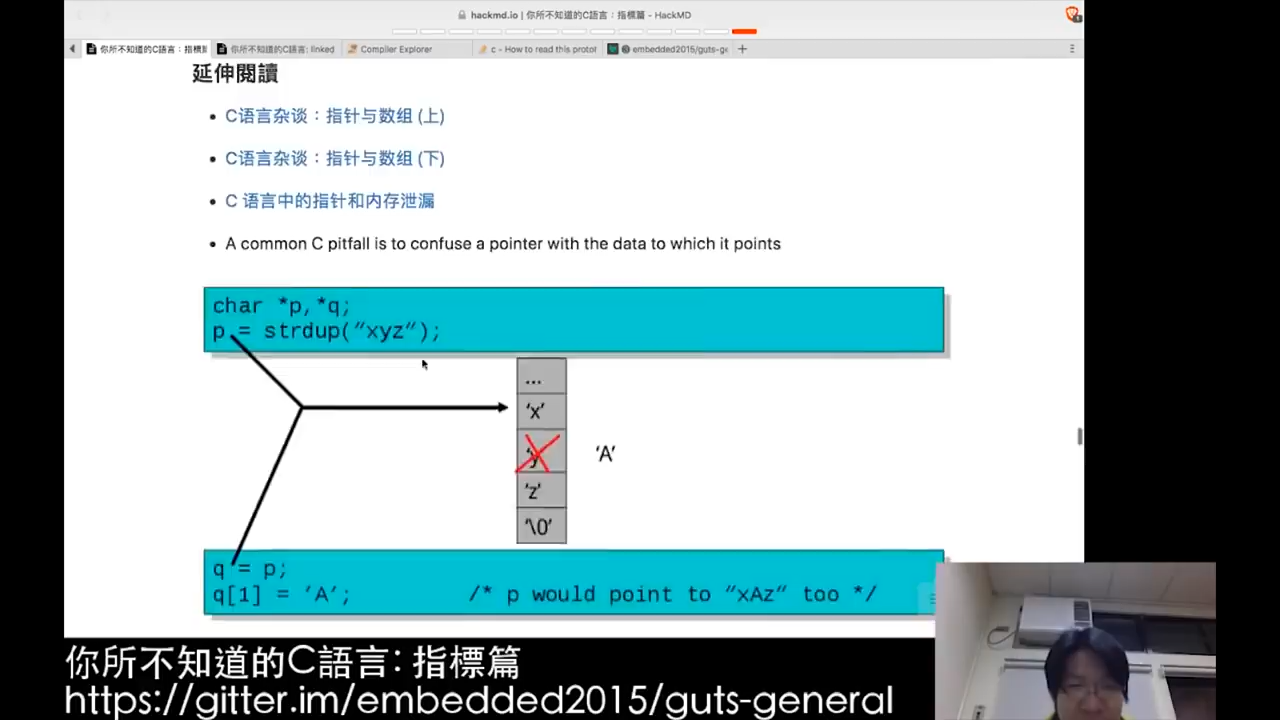 hackmd.io | 你所不知道的C語言：指標篇 - HackMD
你所不知道的C語言：指標篇
你所不知道的C語言: linked
Compiler Explorer
c - How to read this protot
embedded2015/guts-ge
延伸閱讀
C语言杂谈：指针与数组 (上)
C语言杂谈：指针与数组 (下)
C 语言中的指针和内存泄漏
A common C pitfall is to confuse a pointer with the data to which it points
char *p,*q;
p = strdup(“xyz“);
...
‘x’
‘y’ ‘A’
‘z’
‘\0’
q = p;
q[1] = ’A’; /* p would point to “xAz“ too */
你所不知道的C語言: 指標篇
https://gitter.im/embedded2015/guts-general